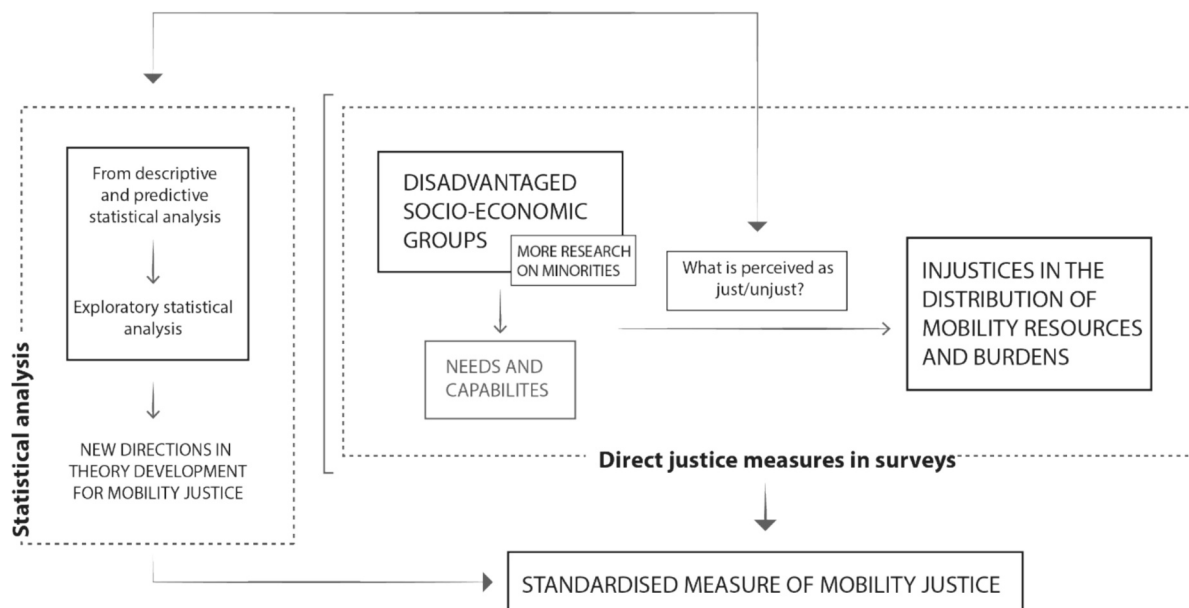 From descriptive
and predictive
statistical analysis
Exploratory statistical
analysis
NEW DIRECTIONS IN
THEORY DEVELOPMENT
FOR MOBILITY JUSTICE
Statistical analysis
DISADVANTAGED
SOCIO-ECONOMIC
GROUPS
MORE RESEARCH
ON MINORITIES
NEEDS AND
CAPABILITES
What is perceived as
just/unjust?
INJUSTICES IN THE
DISTRIBUTION OF
MOBILITY RESOURCES
AND BURDENS
Direct justice measures in surveys
STANDARDISED MEASURE OF MOBILITY JUSTICE